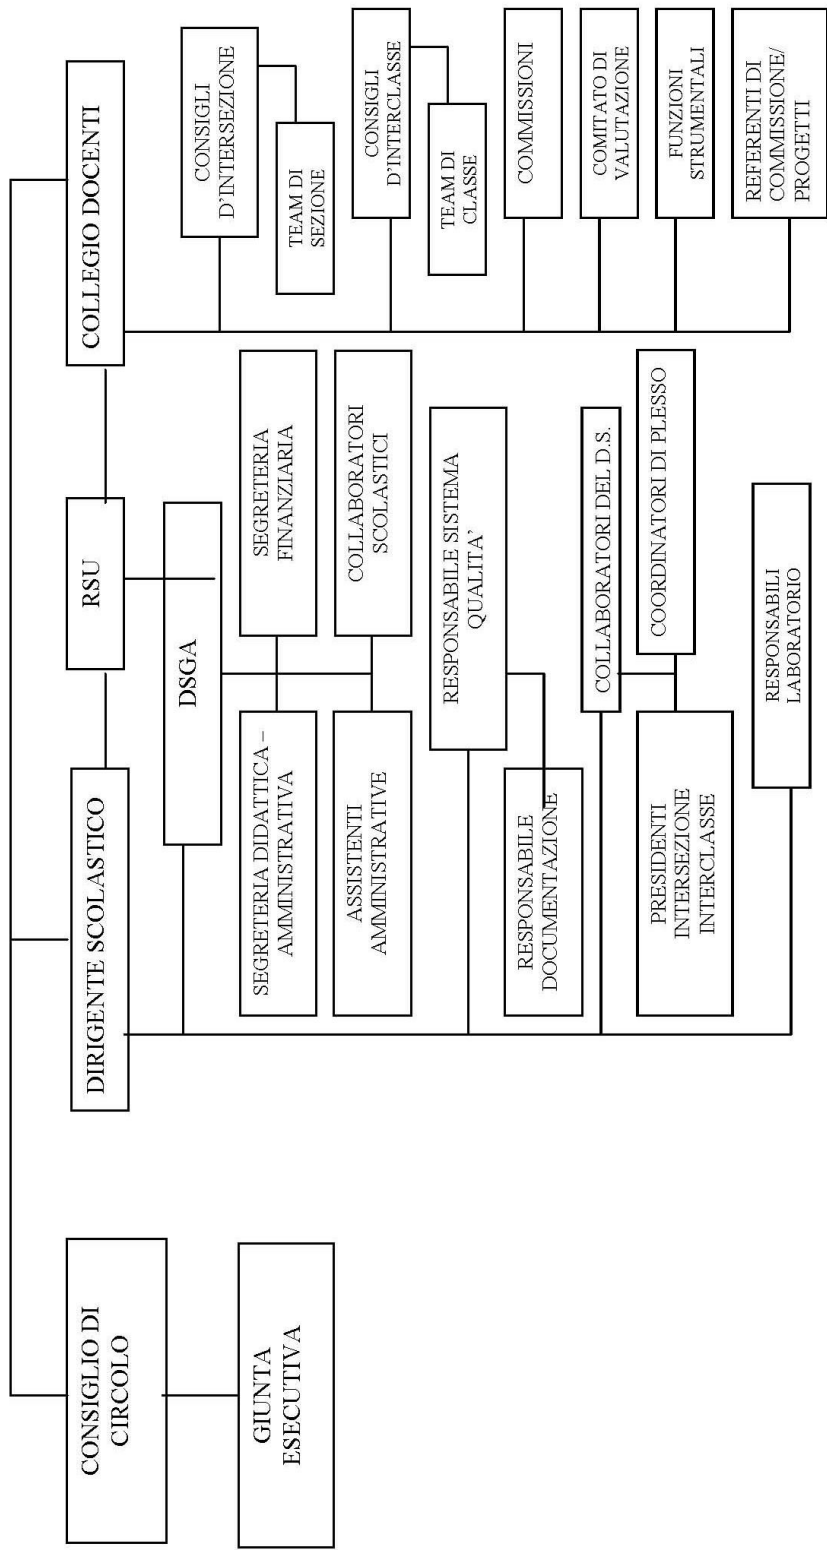 CONSIGLIO DI
CIRCOLO
GIUNTA
ESECUTIVA
DIRIGENTE SCOLASTICO
RSU
DSGA
SEGRETERIA DIDATTICA –
AMMINISTRATIVA
SEGRETERIA
FINANZIARIA
ASSISTENTI
AMMINISTRATIVE
COLLABORATORI
SCOLASTICI
RESPONSABILE SISTEMA
QUALITA’
RESPONSABILE
DOCUMENTAZIONE
COLLABORATORI DEL D.S.
PRESIDENTI
INTERSEZIONE
INTERCLASSE
COORDINATORI DI PLESSO
RESPONSABILI
LABORATORIO
COLLEGIO DOCENTI
CONSIGLI
D’INTERSEZIONE
TEAM DI
SEZIONE
CONSIGLI
D’INTERCLASSE
TEAM DI
CLASSE
COMMISSIONI
COMITATO DI
VALUTAZIONE
FUNZIONI
STRUMENTALI
REFERENTI DI
COMMISSIONE/
PROGETTI